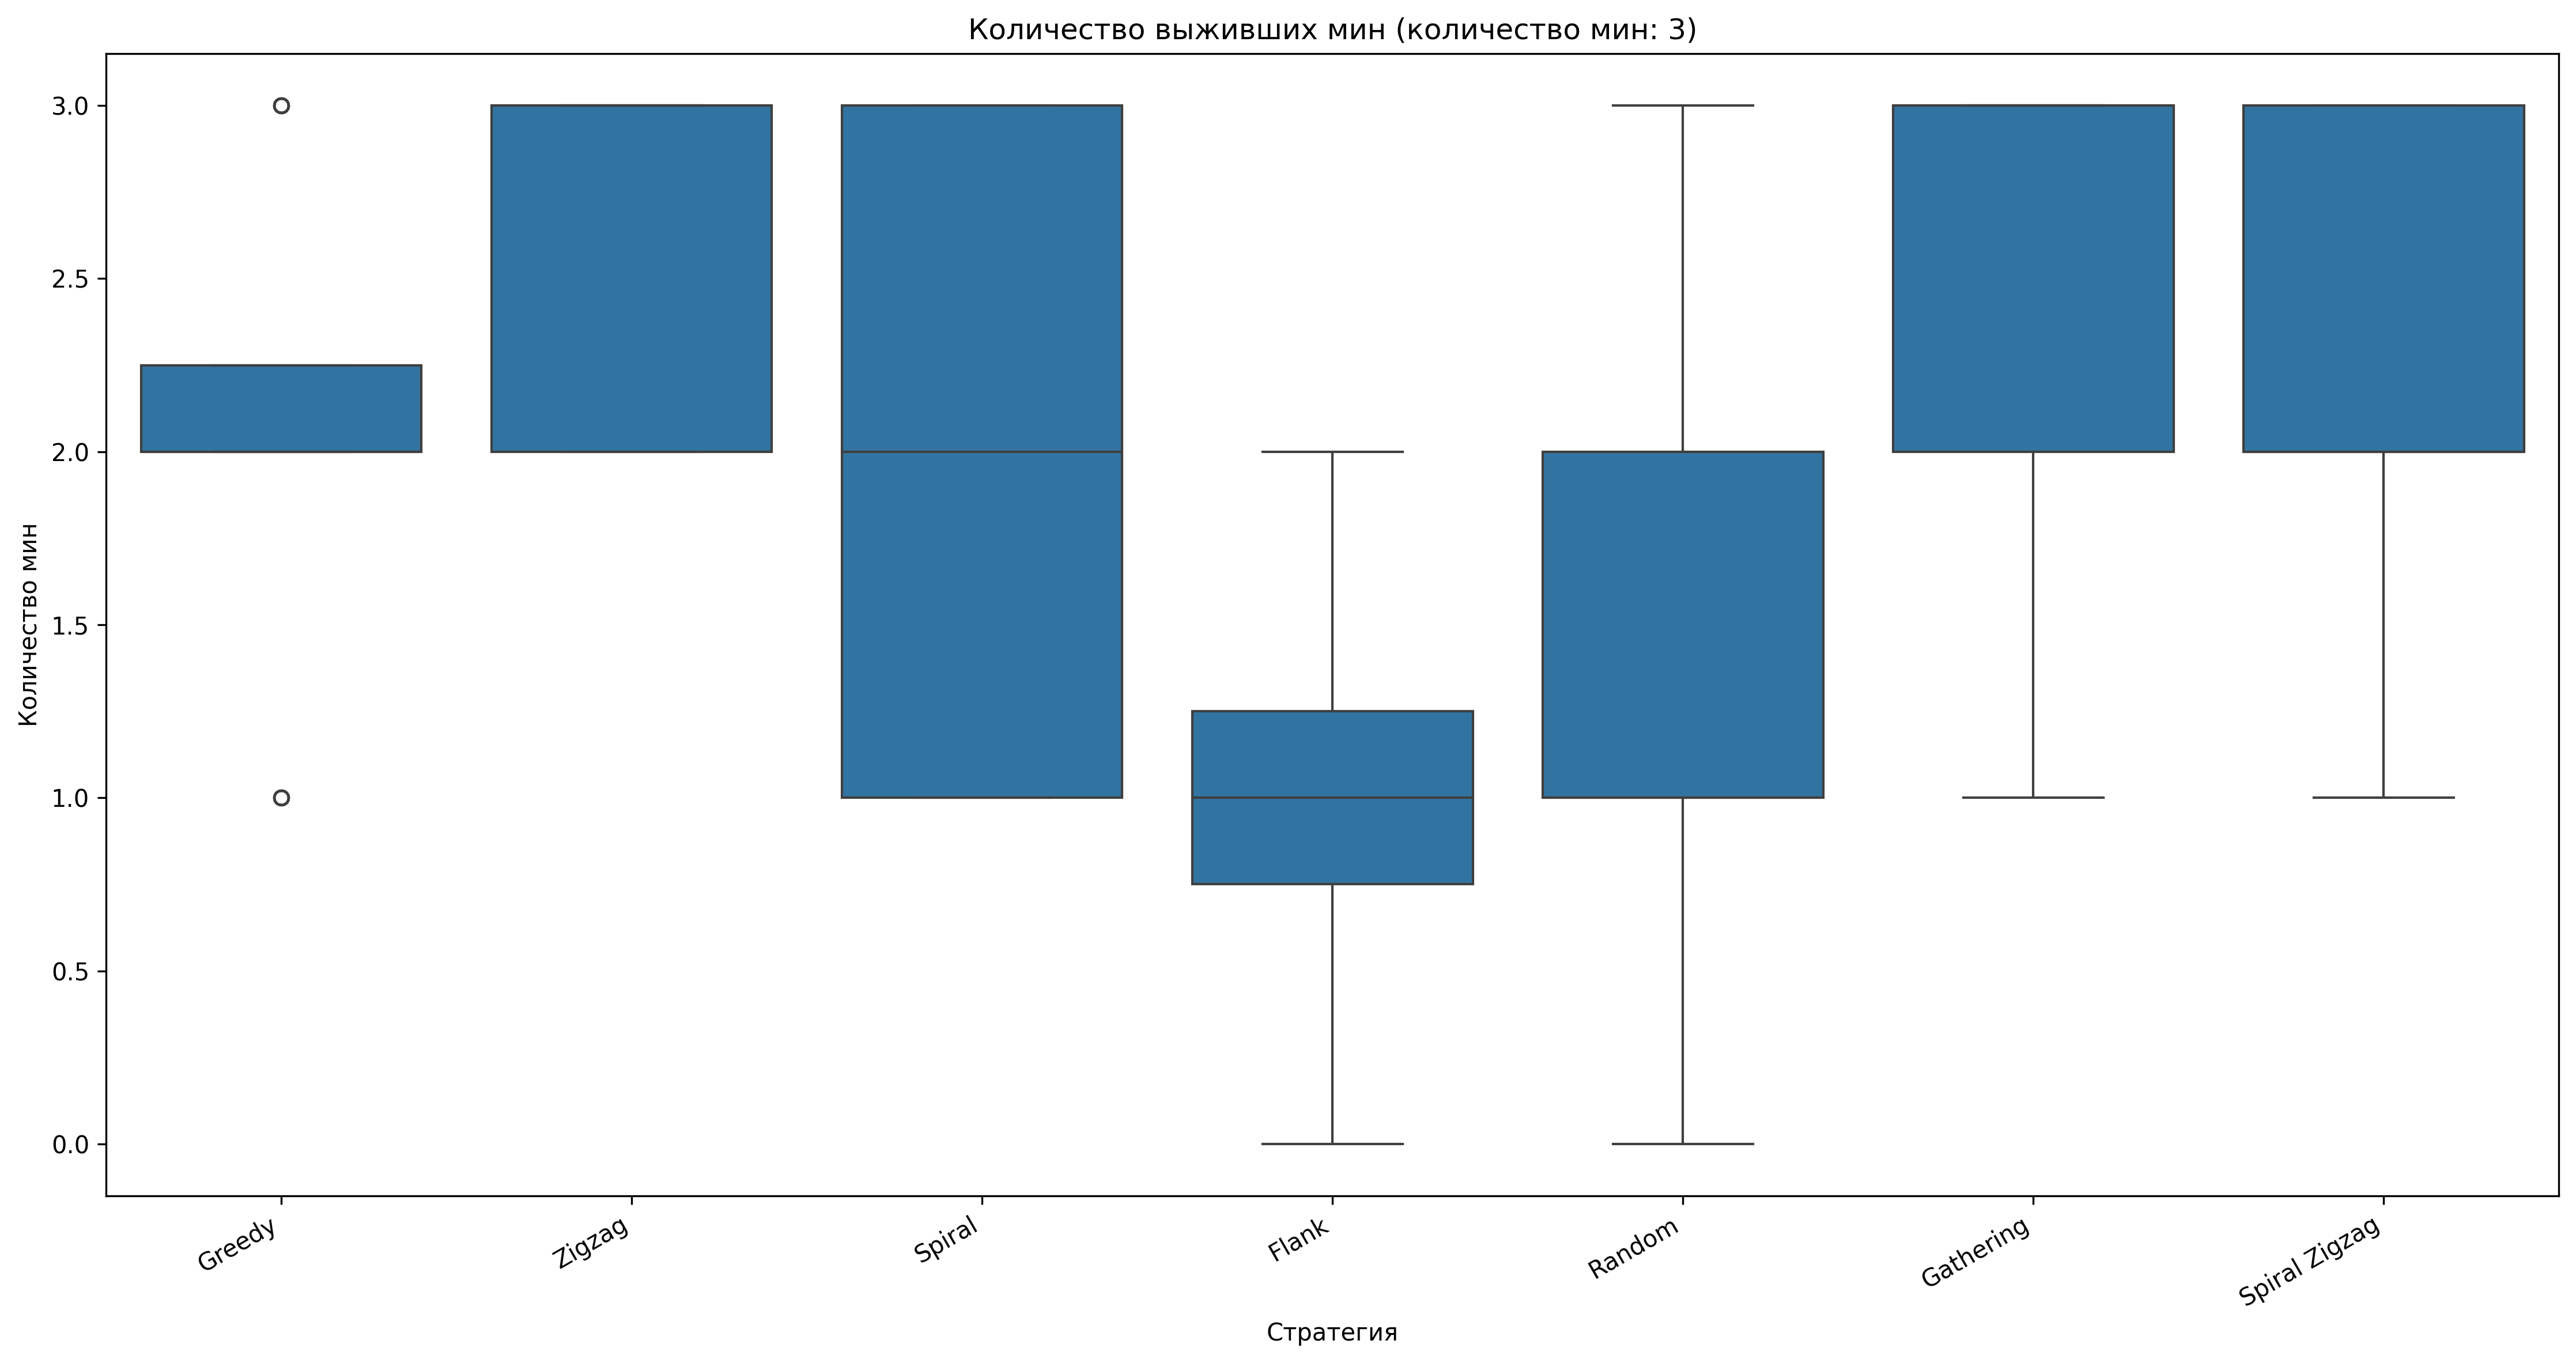 Количество выживших мин (количество мин: 3)
Количество мин
3.0
2.5
2.0
1.5
1.0
0.5
0.0
Greedy
Zigzag
Spiral
Flank
Random
Gathering
Spiral Zigzag
Стратегия